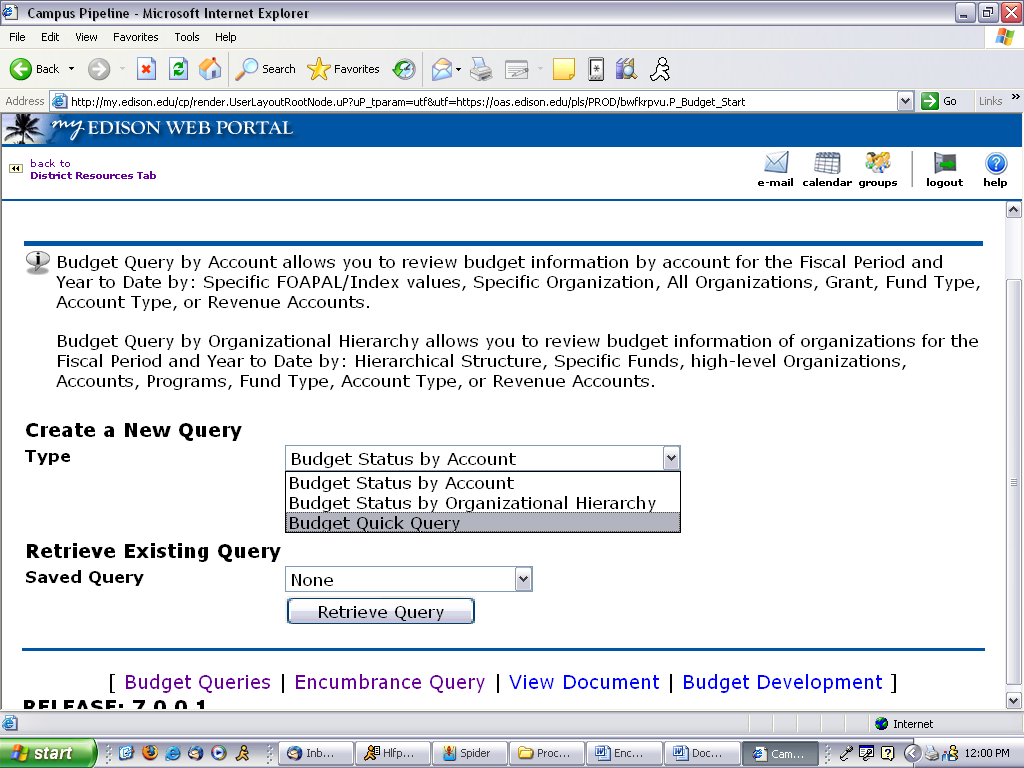 Campus Pipeline - Microsoft Internet Explorer
File Edit View Favorites Tools Help
Back Search Favorites
Address http://my.edison.edu/cp/render.UserLayoutRootNode.uP?uP_tparam=utf&utf=https://oas.edison.edu/pls/PROD/bwfkrpvu.P_Budget_Start Go Links »
my EDISON WEB PORTAL
back to
District Resources Tab
e-mail calendar groups logout help
Budget Query by Account allows you to review budget information by account for the Fiscal Period and
Year to Date by: Specific FOAPAL/Index values, Specific Organization, All Organizations, Grant, Fund Type,
Account Type, or Revenue Accounts.
Budget Query by Organizational Hierarchy allows you to review budget information of organizations for the
Fiscal Period and Year to Date by: Hierarchical Structure, Specific Funds, high-level Organizations,
Accounts, Programs, Fund Type, Account Type, or Revenue Accounts.
Create a New Query
Type Budget Status by Account
Budget Status by Account
Budget Status by Organizational Hierarchy
Budget Quick Query
Retrieve Existing Query
Saved Query None
Retrieve Query
[ Budget Queries | Encumbrance Query | View Document | Budget Development ]
RELEASE: 7.0.0.1
Internet
start Inb... Hlfp... Spider Proc... Enc... Doc... Cam... 12:00 PM